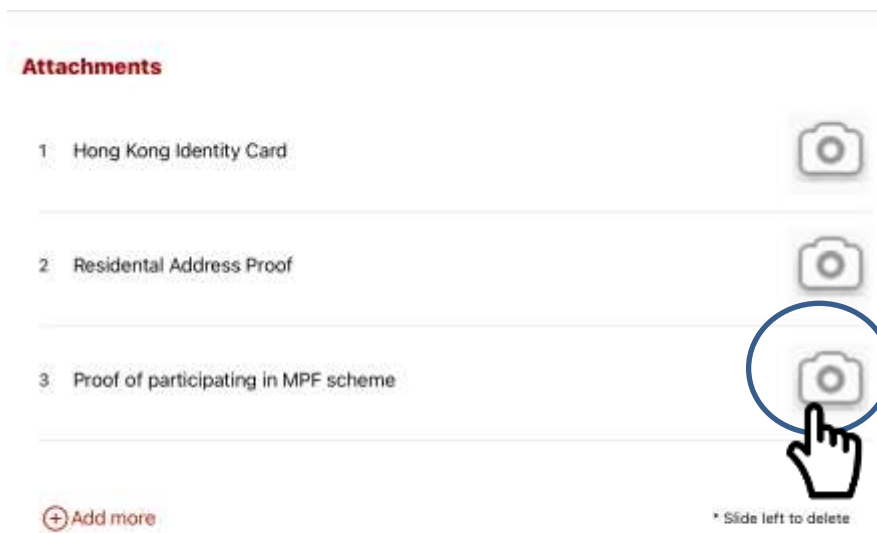 Attachments
1 Hong Kong Identity Card
2 Residental Address Proof
3 Proof of participating in MPF scheme
Add more
* Slide left to delete